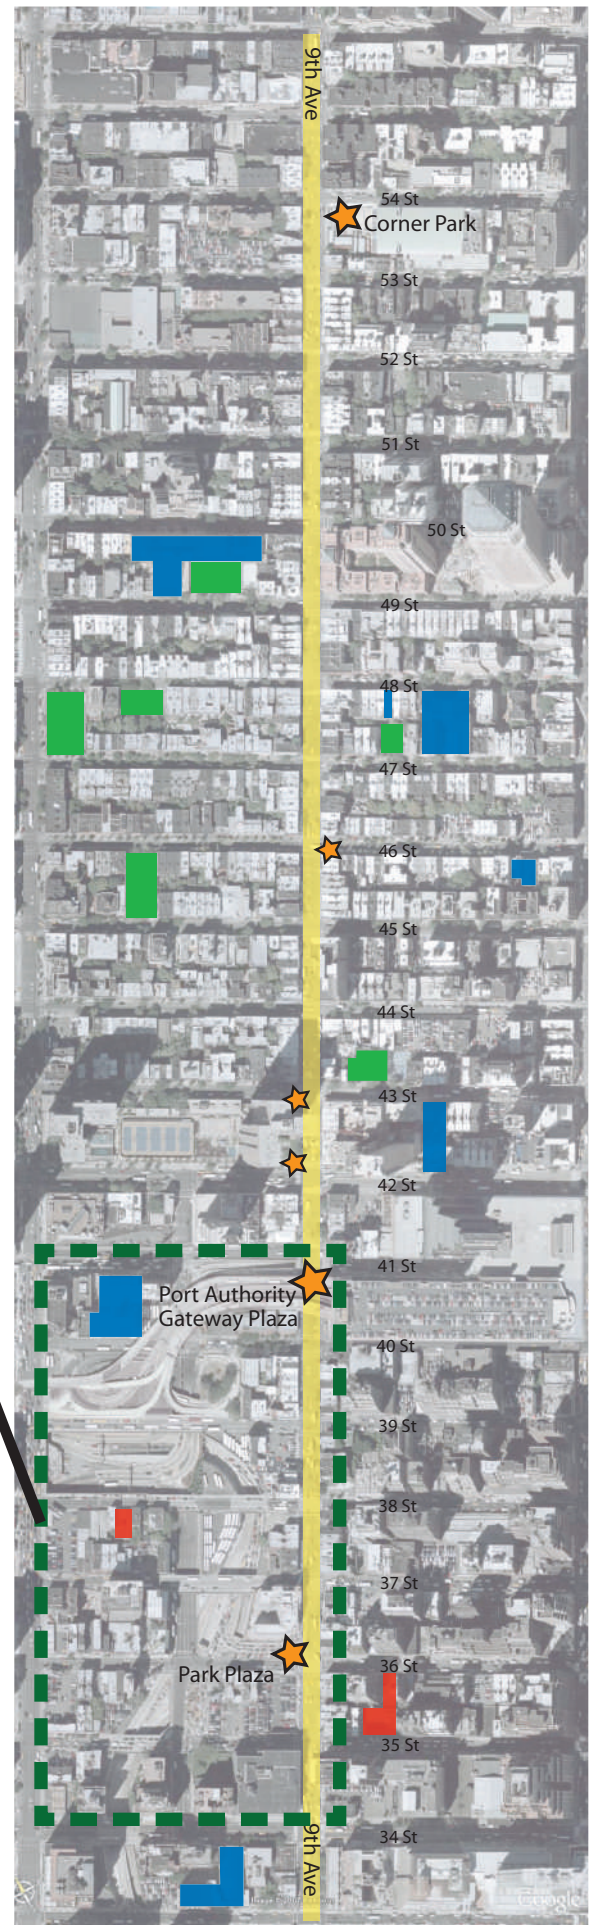 9th Ave
54 St
Corner Park
53 St
52 St
51 St
50 St
49 St
48 St
47 St
46 St
45 St
44 St
43 St
42 St
41 St
Port Authority
Gateway Plaza
40 St
39 St
38 St
37 St
36 St
Park Plaza
35 St
34 St
9th Ave
Google